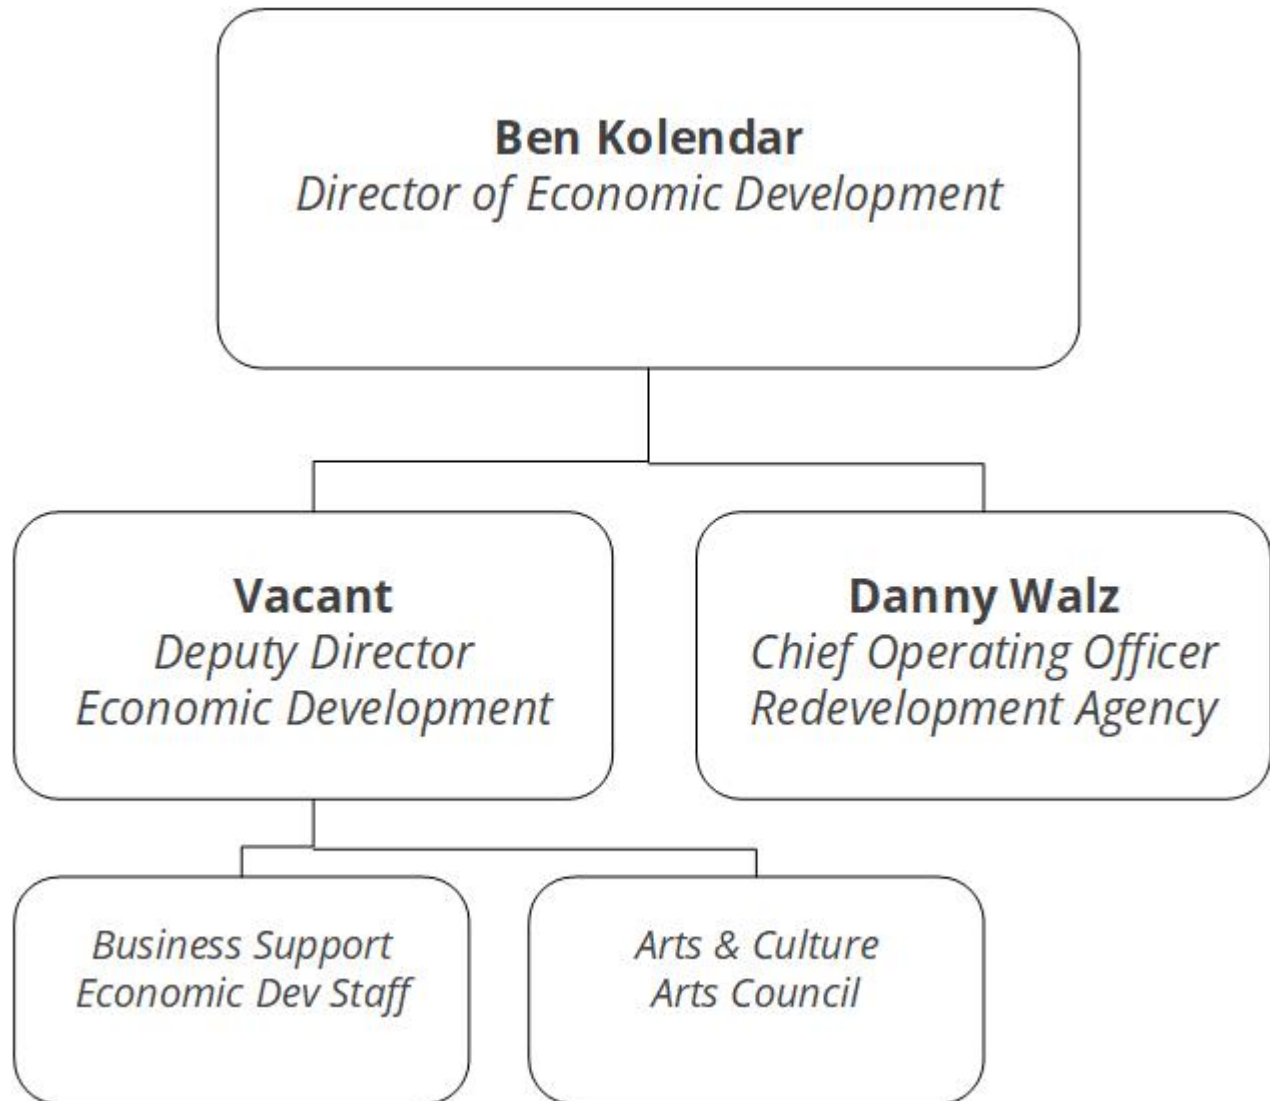 Ben Kolendar
Director of Economic Development
Vacant
Deputy Director
Economic Development
Danny Walz
Chief Operating Officer
Redevelopment Agency
Business Support
Economic Dev Staff
Arts & Culture
Arts Council